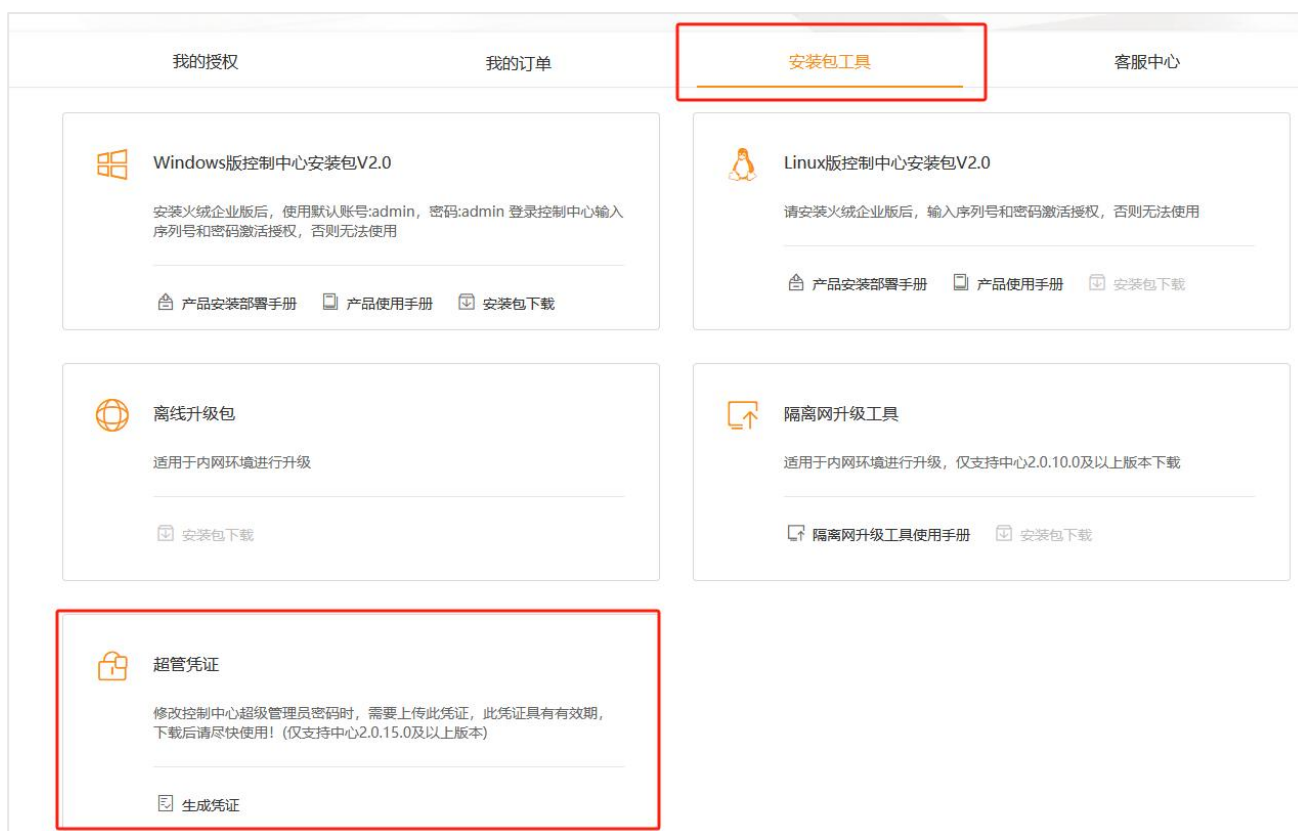 我的授权
我的订单
安装包工具
客服中心
Windows版控制中心安装包V2.0
安装火绒企业版后，使用默认账号:admin，密码:admin 登录控制中心输入
序列号和密码激活授权，否则无法使用
产品安装部署手册
产品使用手册
安装包下载
Linux版控制中心安装包V2.0
请安装火绒企业版后，输入序列号和密码激活授权，否则无法使用
产品安装部署手册
产品使用手册
安装包下载
离线升级包
适用于内网环境进行升级
安装包下载
隔离网升级工具
适用于内网环境进行升级，仅支持中心2.0.10.0及以上版本下载
隔离网升级工具使用手册
安装包下载
超管凭证
修改控制中心超级管理员密码时，需要上传此凭证，此凭证具有有效期，
下载后请尽快使用！(仅支持中心2.0.15.0及以上版本)
生成凭证